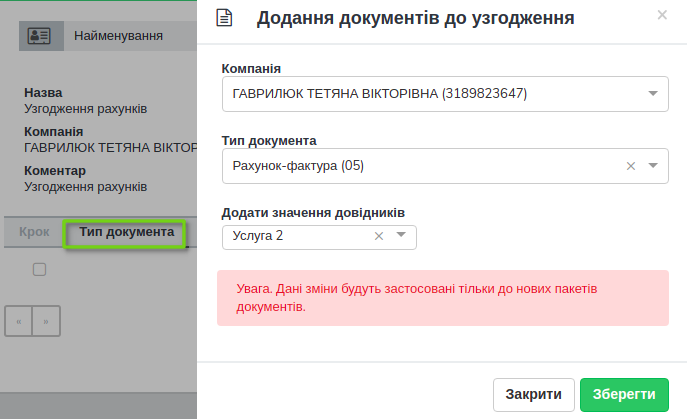 Найменування
Назва
Узгодження рахунків
Компанія
ГАВРИЛЮК ТЕТЯНА ВІКТОР
Коментар
Узгодження рахунків
Крок
Тип документа
«
»
Додання документів до узгодження
×
Компанія
ГАВРИЛЮК ТЕТЯНА ВІКТОРІВНА (3189823647)
Тип документа
Рахунок-фактура (05) ×
Додати значення довідників
Услуга 2 ×
Увага. Дані зміни будуть застосовані тільки до нових пакетів
документів.
Закрити
Зберегти